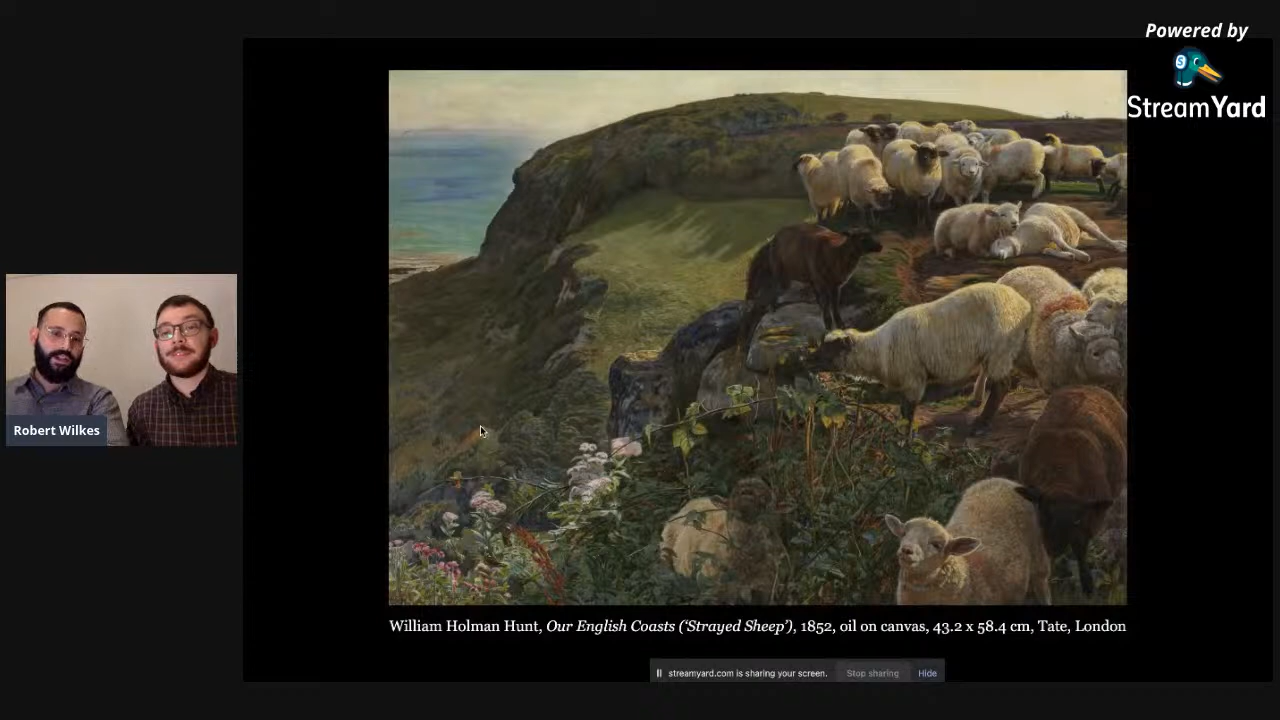 Powered by
StreamYard
Robert Wilkes
William Holman Hunt, Our English Coasts (‘Strayed Sheep’), 1852, oil on canvas, 43.2 x 58.4 cm, Tate, London
streamyard.com is sharing your screen. Stop sharing Hide